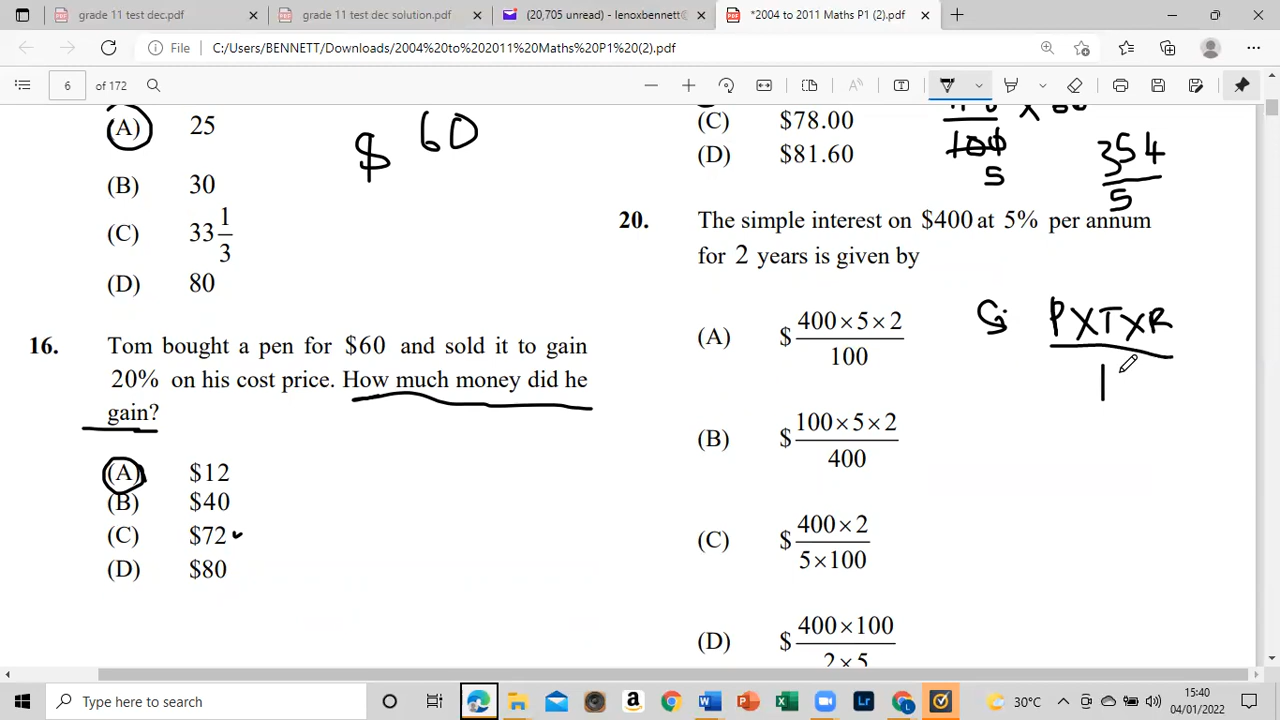 grade 11 test dec.pdf
grade 11 test dec solution.pdf
(20,705 unread) - lenoxbennett
*2004 to 2011 Maths P1 (2).pdf
File
C:/Users/BENNETT/Downloads/2004%20to%202011%20Maths%20P1%20(2).pdf
6 of 172
(A) 25
(B) 30
(C) 33 1/3
(D) 80
$ 60
16. Tom bought a pen for $60 and sold it to gain
20% on his cost price. How much money did he
gain?
(A) $12
(B) $40
(C) $72
(D) $80
(C) $78.00
(D) $81.60
5
354
5
20. The simple interest on $400 at 5% per annum
for 2 years is given by
(A) $ 400×5×2
100
(B) $ 100×5×2
400
(C) $ 400×2
5×100
(D) $ 400×100
2×5
PXTXR
1
Type here to search
30°C
15:40
04/01/2022